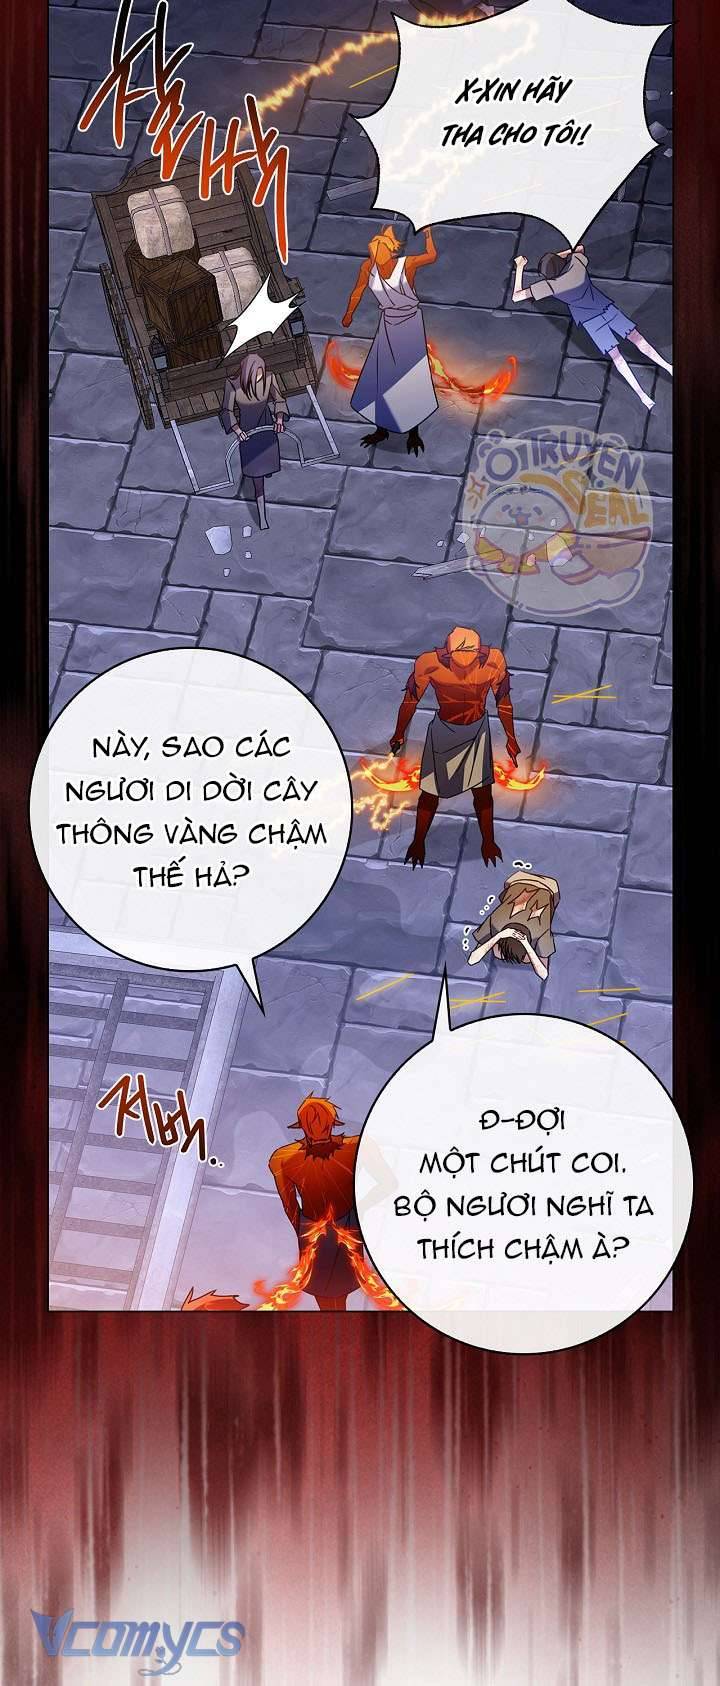 X-XIN HÃY
THA CHO TÔI!
Ổ TRUYỆN
SEAL
NÀY, SAO CÁC
NGƯƠI DI DỜI CÂY
THÔNG VÀNG CHẬM
THẾ HẢ?
Đ-ĐỢI
MỘT CHÚT COI.
BỘ NGƯƠI NGHĨ TA
THÍCH CHẬM À?
VCOMYCS